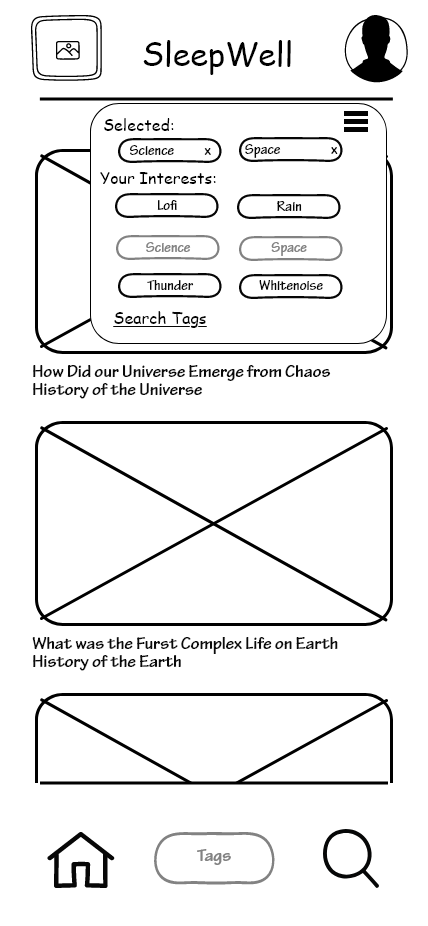 SleepWell
Selected:
Science x Space x
Your Interests:
Lofi Rain
Science Space
Thunder Whitenoise
Search Tags
How Did our Universe Emerge from Chaos
History of the Universe
What was the Furst Complex Life on Earth
History of the Earth
Tags